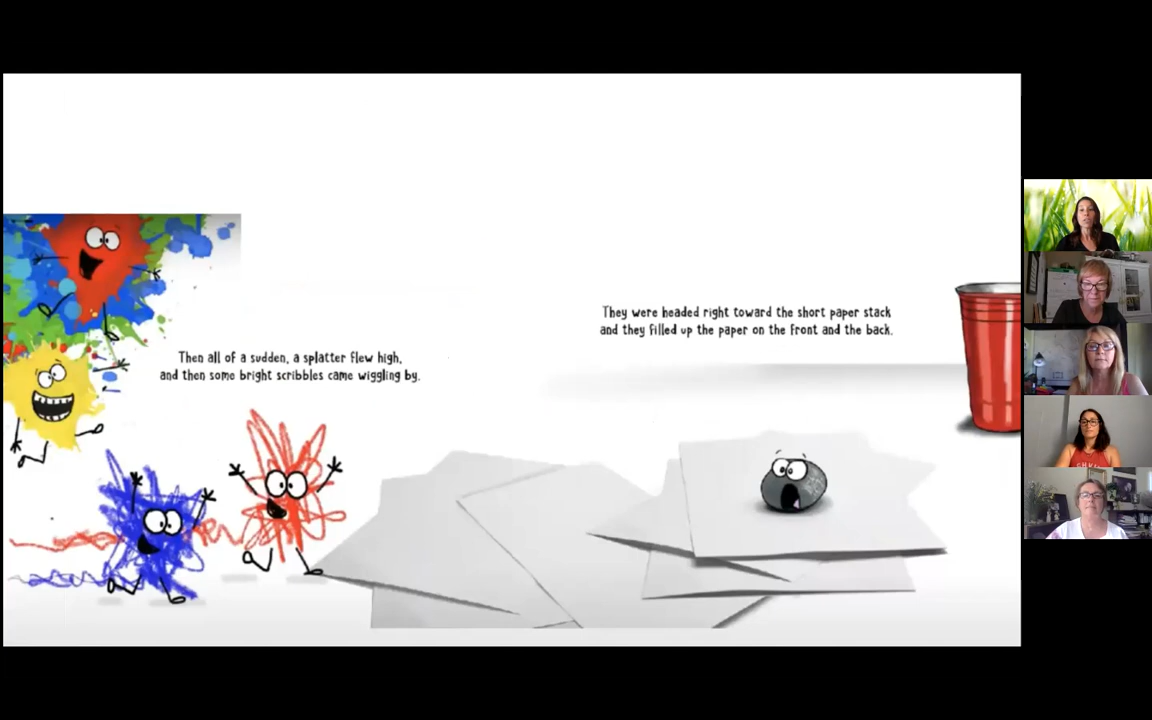 Then all of a sudden, a splatter flew high,
and then some bright scribbles came wiggling by.
They were headed right toward the short paper stack
and they filled up the paper on the front and the back.